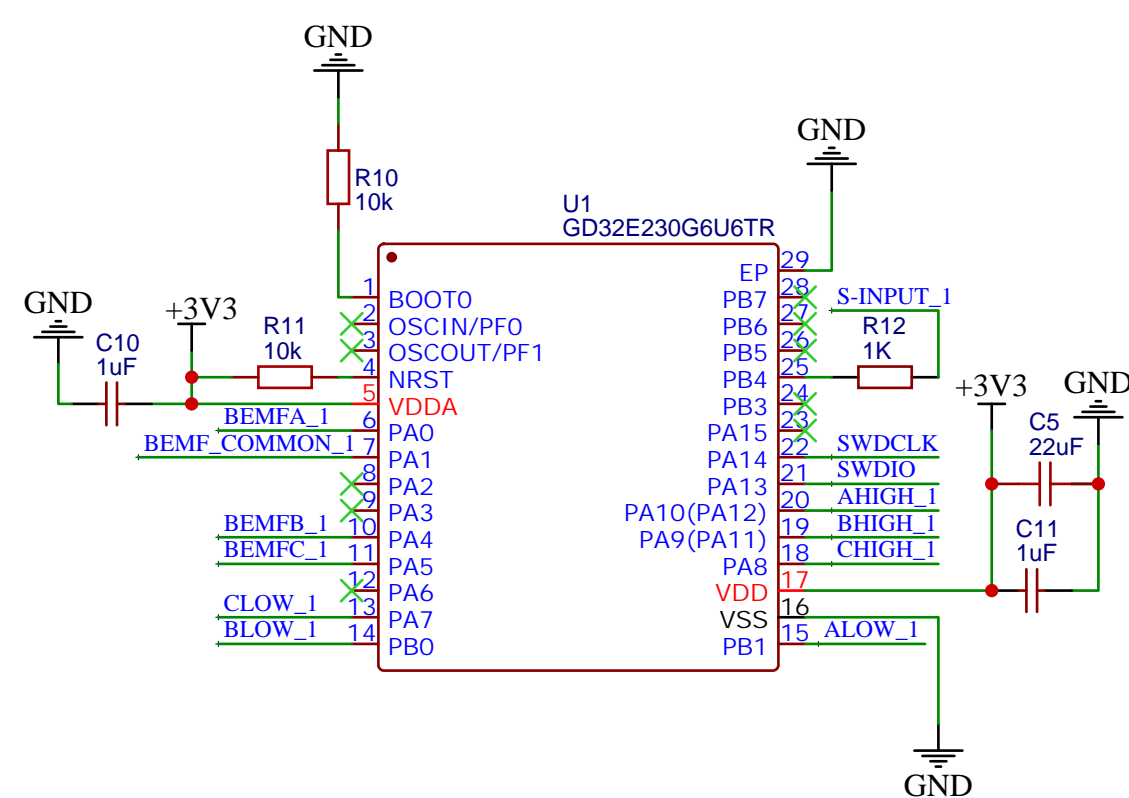 GND
GND
R10
10k
U1
GD32E230G6U6TR
29
EP
1
BOOT0
28
PB7
S-INPUT_1
GND
+3V3
2
OSCIN/PF0
27
PB6
C10
1uF
R11
10k
3
OSCOUT/PF1
26
PB5
R12
1K
4
NRST
25
PB4
+3V3
GND
5
VDDA
24
PB3
BEMFA_1
6
PA0
23
PA15
C5
22uF
BEMF_COMMON_1
7
PA1
22
PA14
SWDCLK
8
PA2
21
PA13
SWDIO
9
PA3
20
PA10(PA12)
AHIGH_1
BEMFB_1
10
PA4
19
PA9(PA11)
BHIGH_1
C11
1uF
BEMFC_1
11
PA5
18
PA8
CHIGH_1
12
PA6
17
VDD
CLOW_1
13
PA7
16
VSS
BLOW_1
14
PB0
15
PB1
ALOW_1
GND